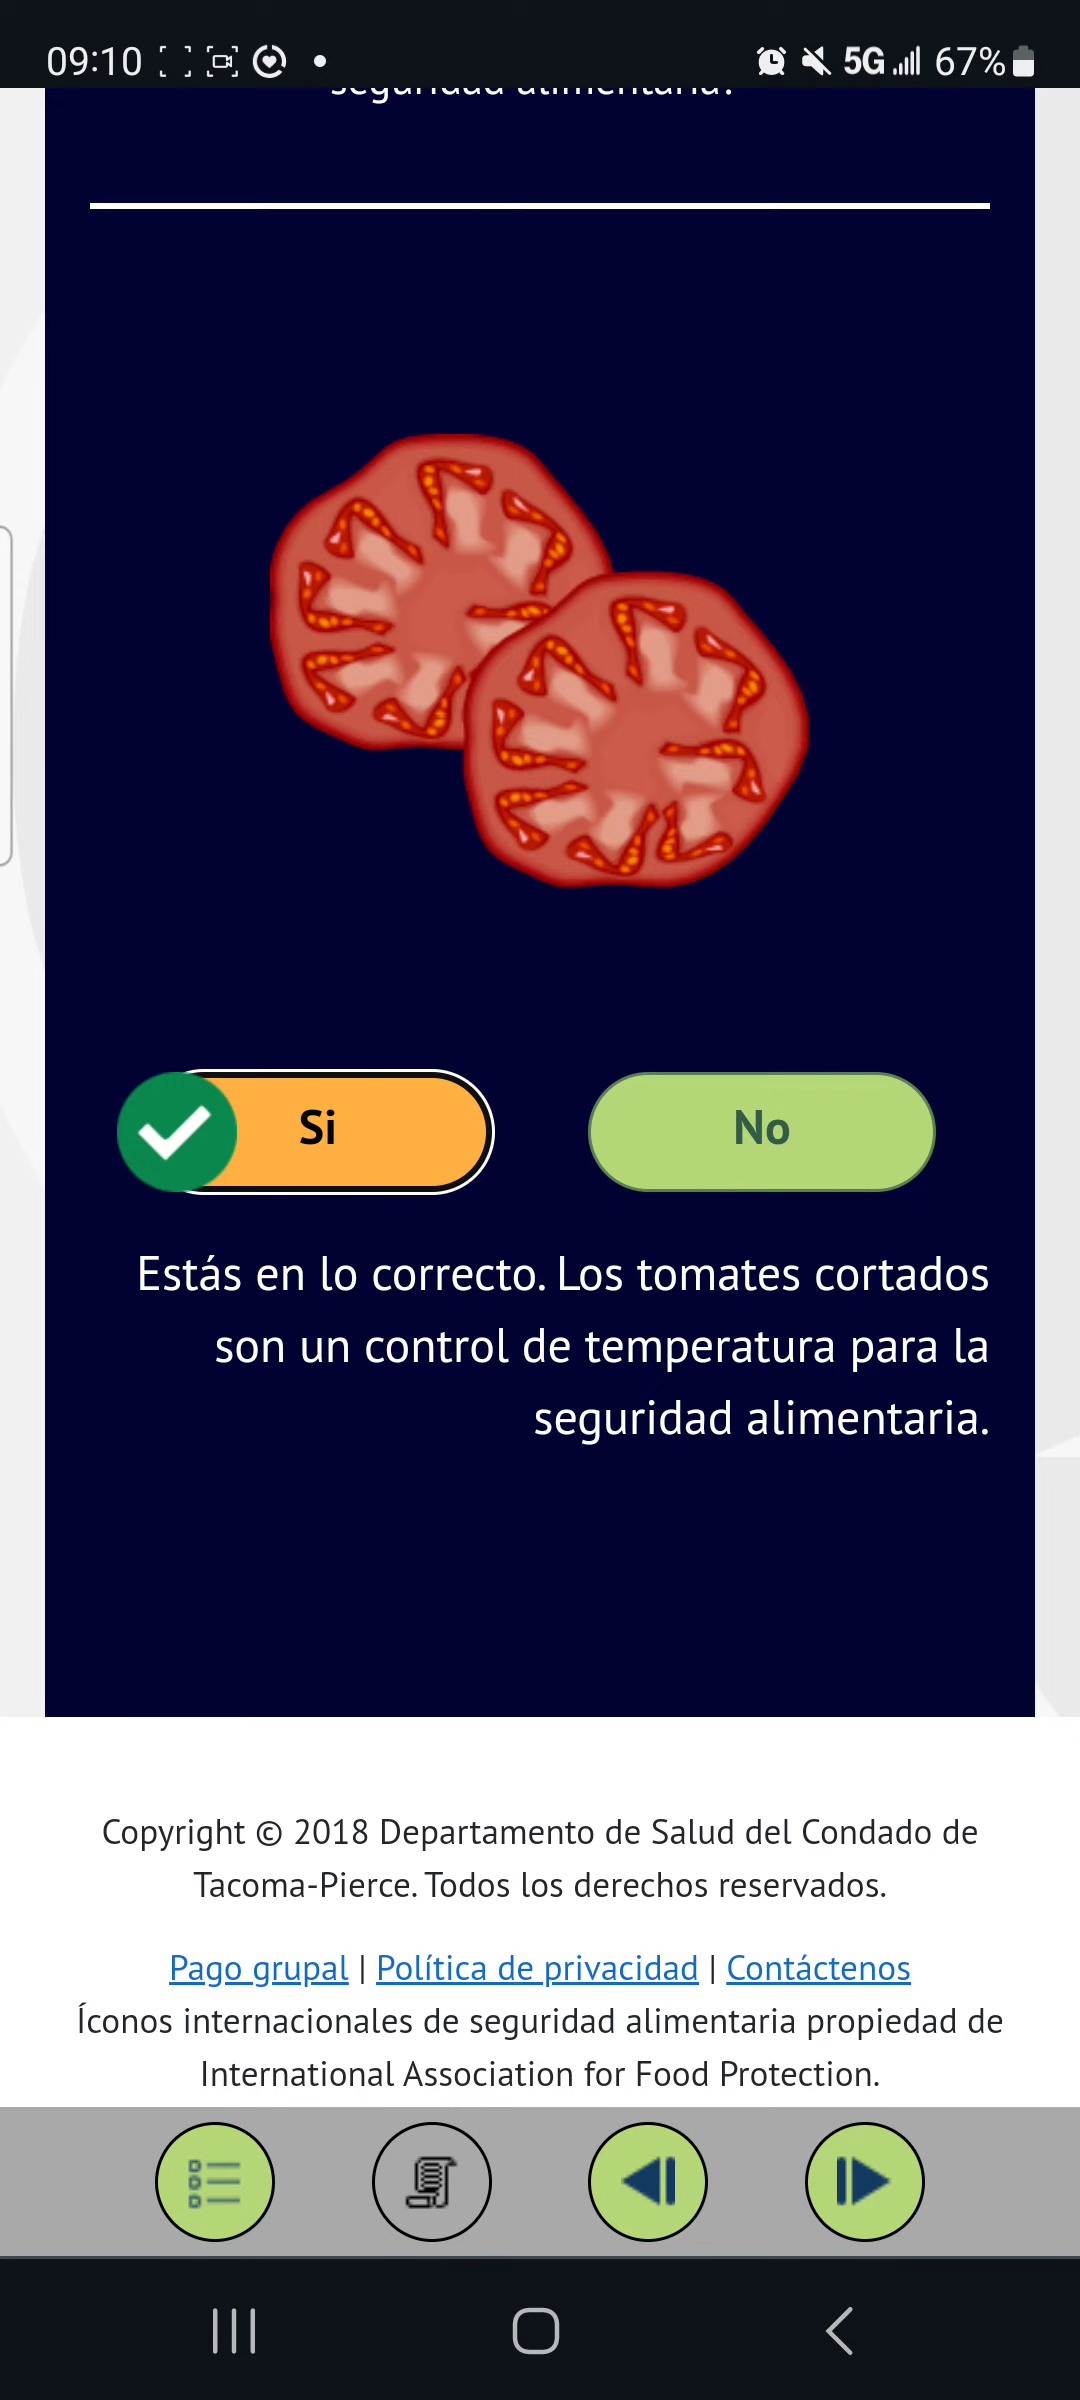 09:10
5G 67%
seguridad alimentaria?
Si
No
Estás en lo correcto. Los tomates cortados
son un control de temperatura para la
seguridad alimentaria.
Copyright © 2018 Departamento de Salud del Condado de
Tacoma-Pierce. Todos los derechos reservados.
Pago grupal | Política de privacidad | Contáctenos
Íconos internacionales de seguridad alimentaria propiedad de
International Association for Food Protection.